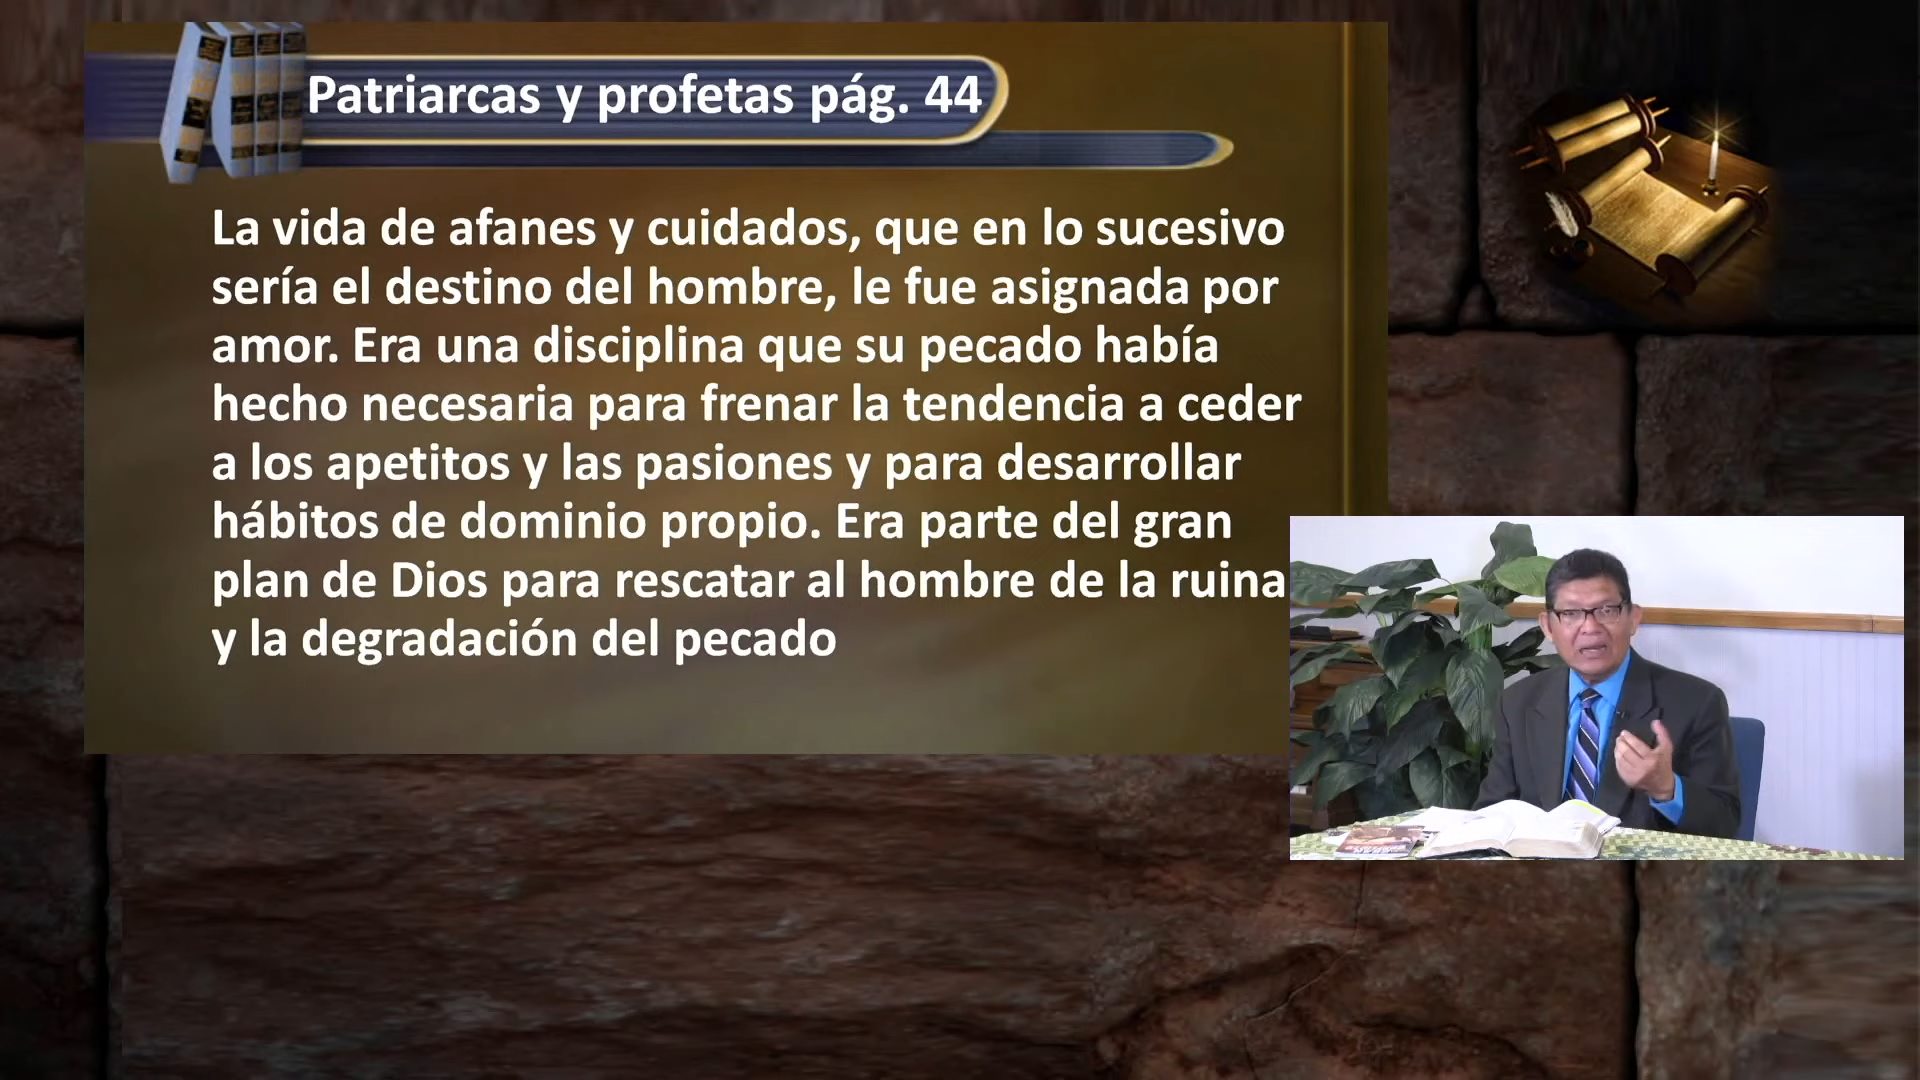 Patriarcas y profetas pág. 44
La vida de afanes y cuidados, que en lo sucesivo
sería el destino del hombre, le fue asignada por
amor. Era una disciplina que su pecado había
hecho necesaria para frenar la tendencia a ceder
a los apetitos y las pasiones y para desarrollar
hábitos de dominio propio. Era parte del gran
plan de Dios para rescatar al hombre de la ruina
y la degradación del pecado